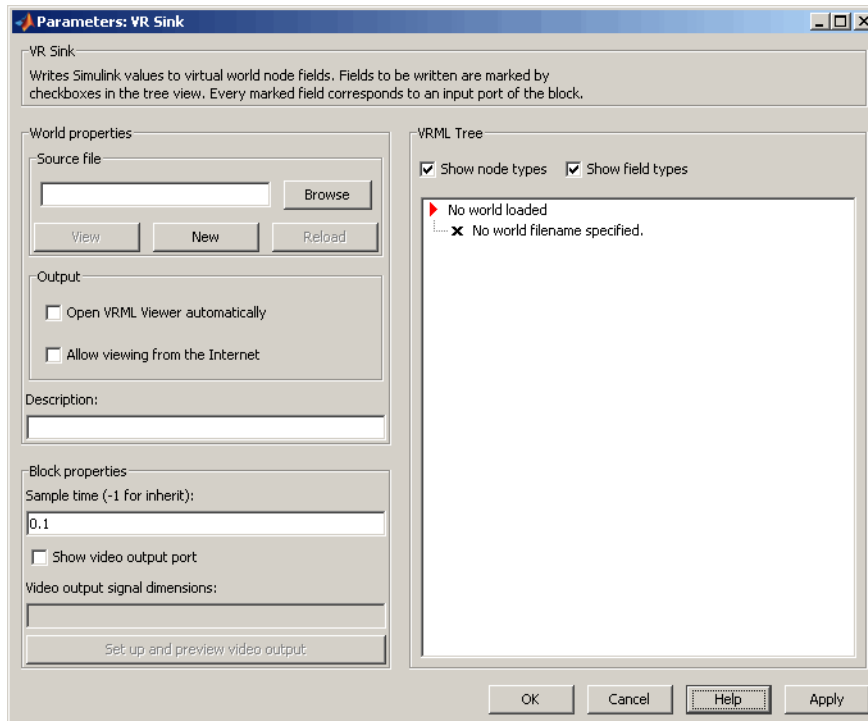 Parameters: VR Sink
VR Sink
Writes Simulink values to virtual world node fields. Fields to be written are marked by
checkboxes in the tree view. Every marked field corresponds to an input port of the block.
World properties
Source file
Browse
View
New
Reload
Output
Open VRML Viewer automatically
Allow viewing from the Internet
Description:
Block properties
Sample time (-1 for inherit):
0.1
Show video output port
Video output signal dimensions:
Set up and preview video output
VRML Tree
Show node types
Show field types
No world loaded
No world filename specified.
OK
Cancel
Help
Apply